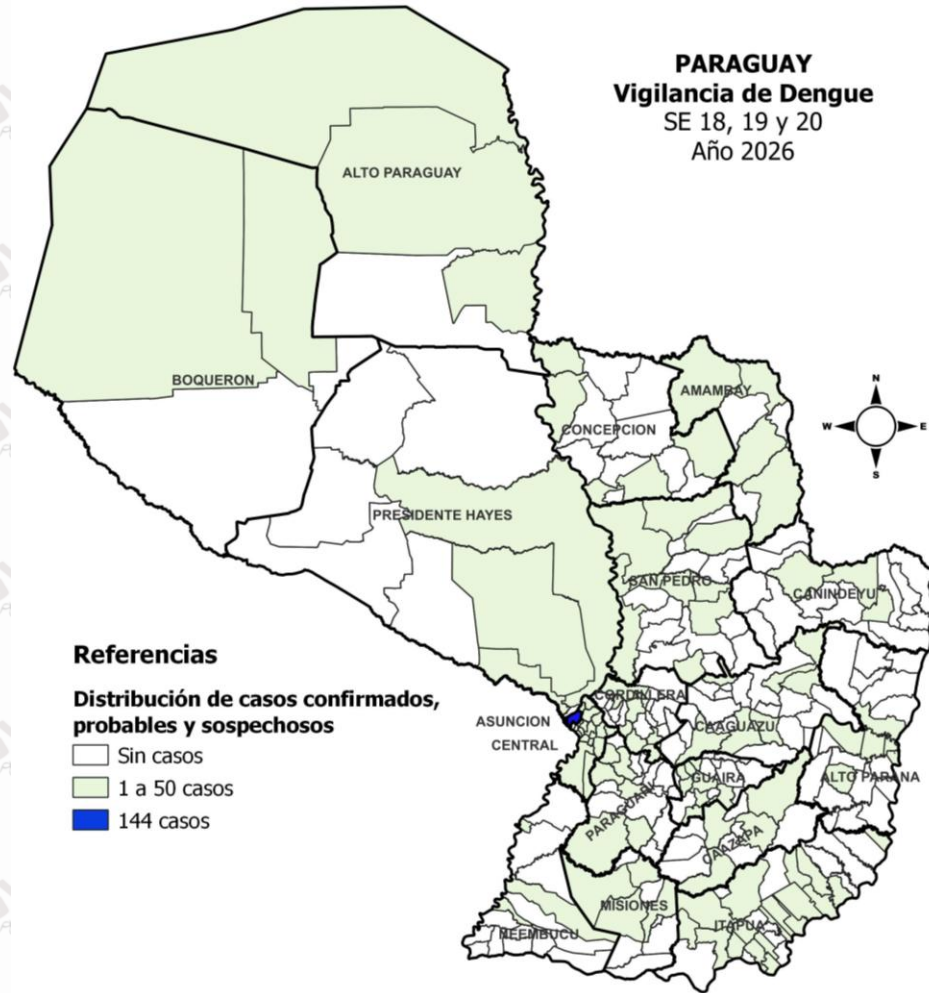 PARAGUAY
Vigilancia de Dengue
SE 18, 19 y 20
Año 2026
ALTO PARAGUAY
BOQUERON
AMAMBAY
N
W
E
S
CONCEPCION
PRESIDENTE HAYES
SAN PEDRO
CANINDEYU
CORDILLERA
ASUNCION
CENTRAL
CAAGUAZU
GUAIRA
ALTO PARANA
PARAGUARI
CAAZAPA
MISIONES
ITAPUA
ÑEEMBUCU
Referencias
Distribución de casos confirmados,
probables y sospechosos
Sin casos
1 a 50 casos
144 casos